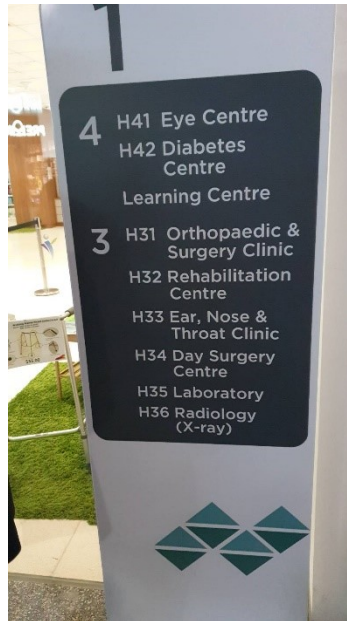 1
4 H41 Eye Centre
H42 Diabetes
Centre
Learning Centre
3 H31 Orthopaedic &
Surgery Clinic
H32 Rehabilitation
Centre
H33 Ear, Nose &
Throat Clinic
H34 Day Surgery
Centre
H35 Laboratory
H36 Radiology
(X-ray)